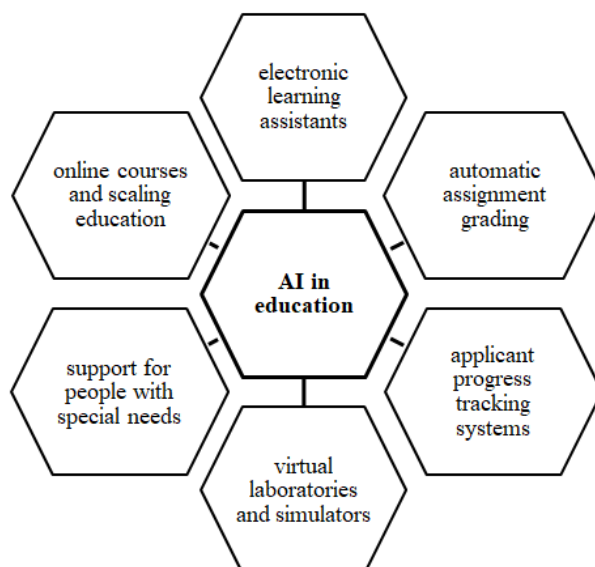 electronic
learning
assistants
online courses
and scaling
education
automatic
assignment
grading
AI in
education
support for
people with
special needs
applicant
progress
tracking
systems
virtual
laboratories
and simulators